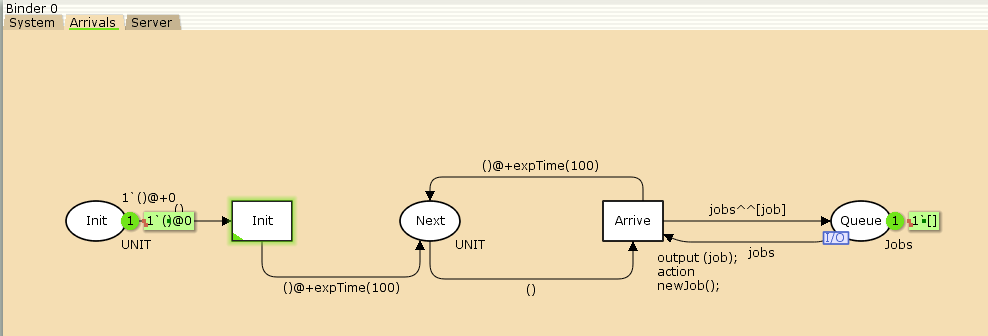 Binder 0
System Arrivals Server
()@+expTime(100)
1`()@+0
()
Init 1 1`()@0 Init Next Arrive jobs^^[job] Queue 1 1`[]
I/O
UNIT UNIT jobs Jobs
output (job);
action
newJob();
()@+expTime(100) ()